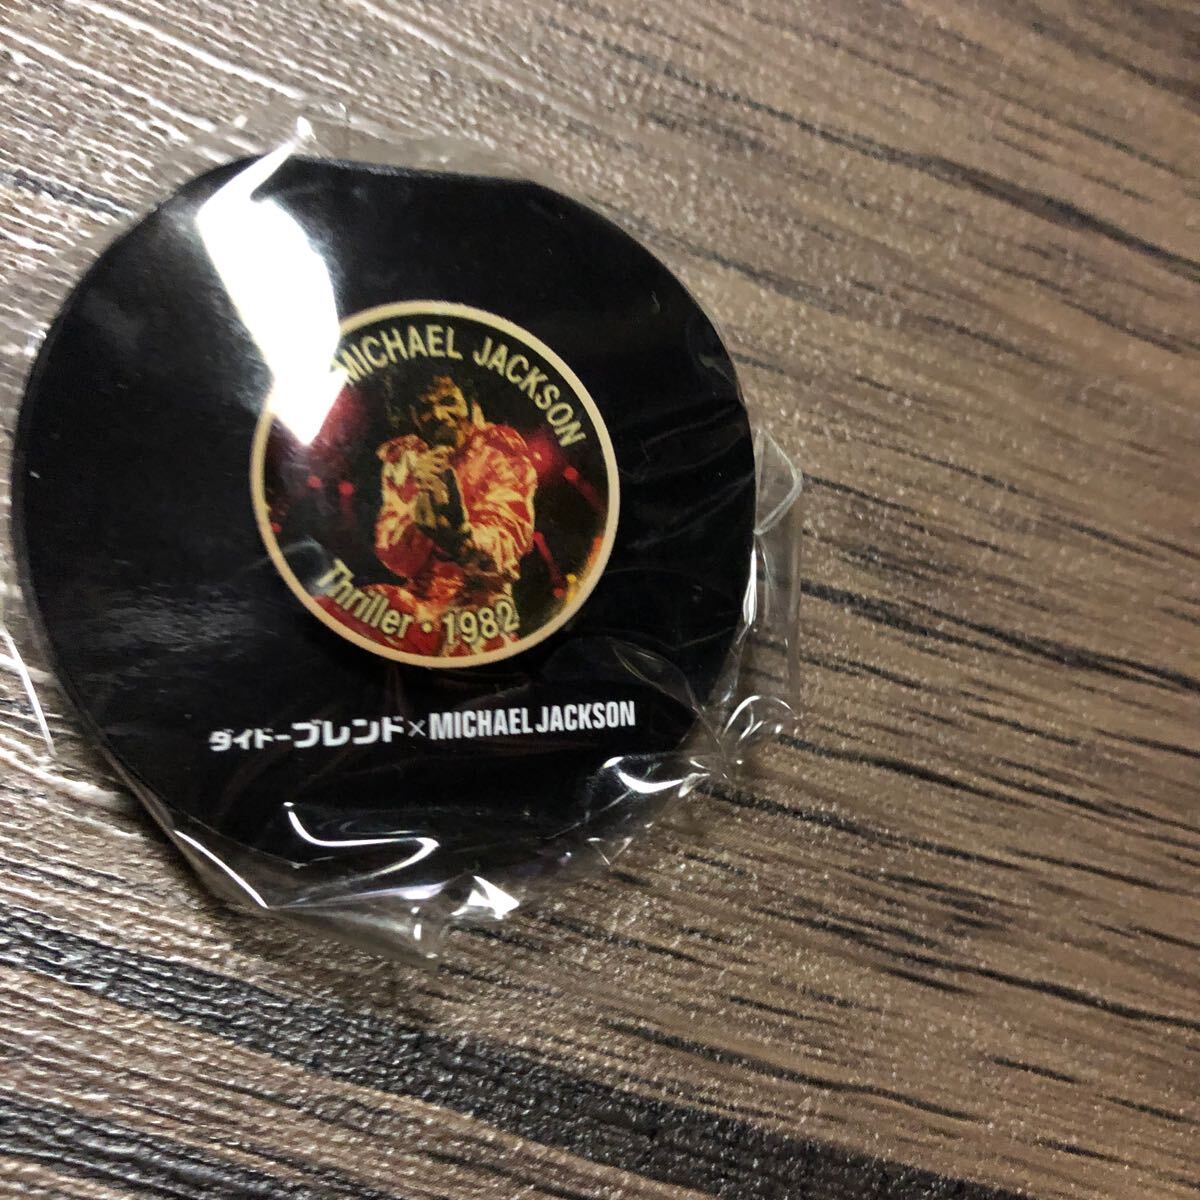 MICHAEL JACKSON
Thriller・1982
ダイドーブレンド×MICHAEL JACKSON